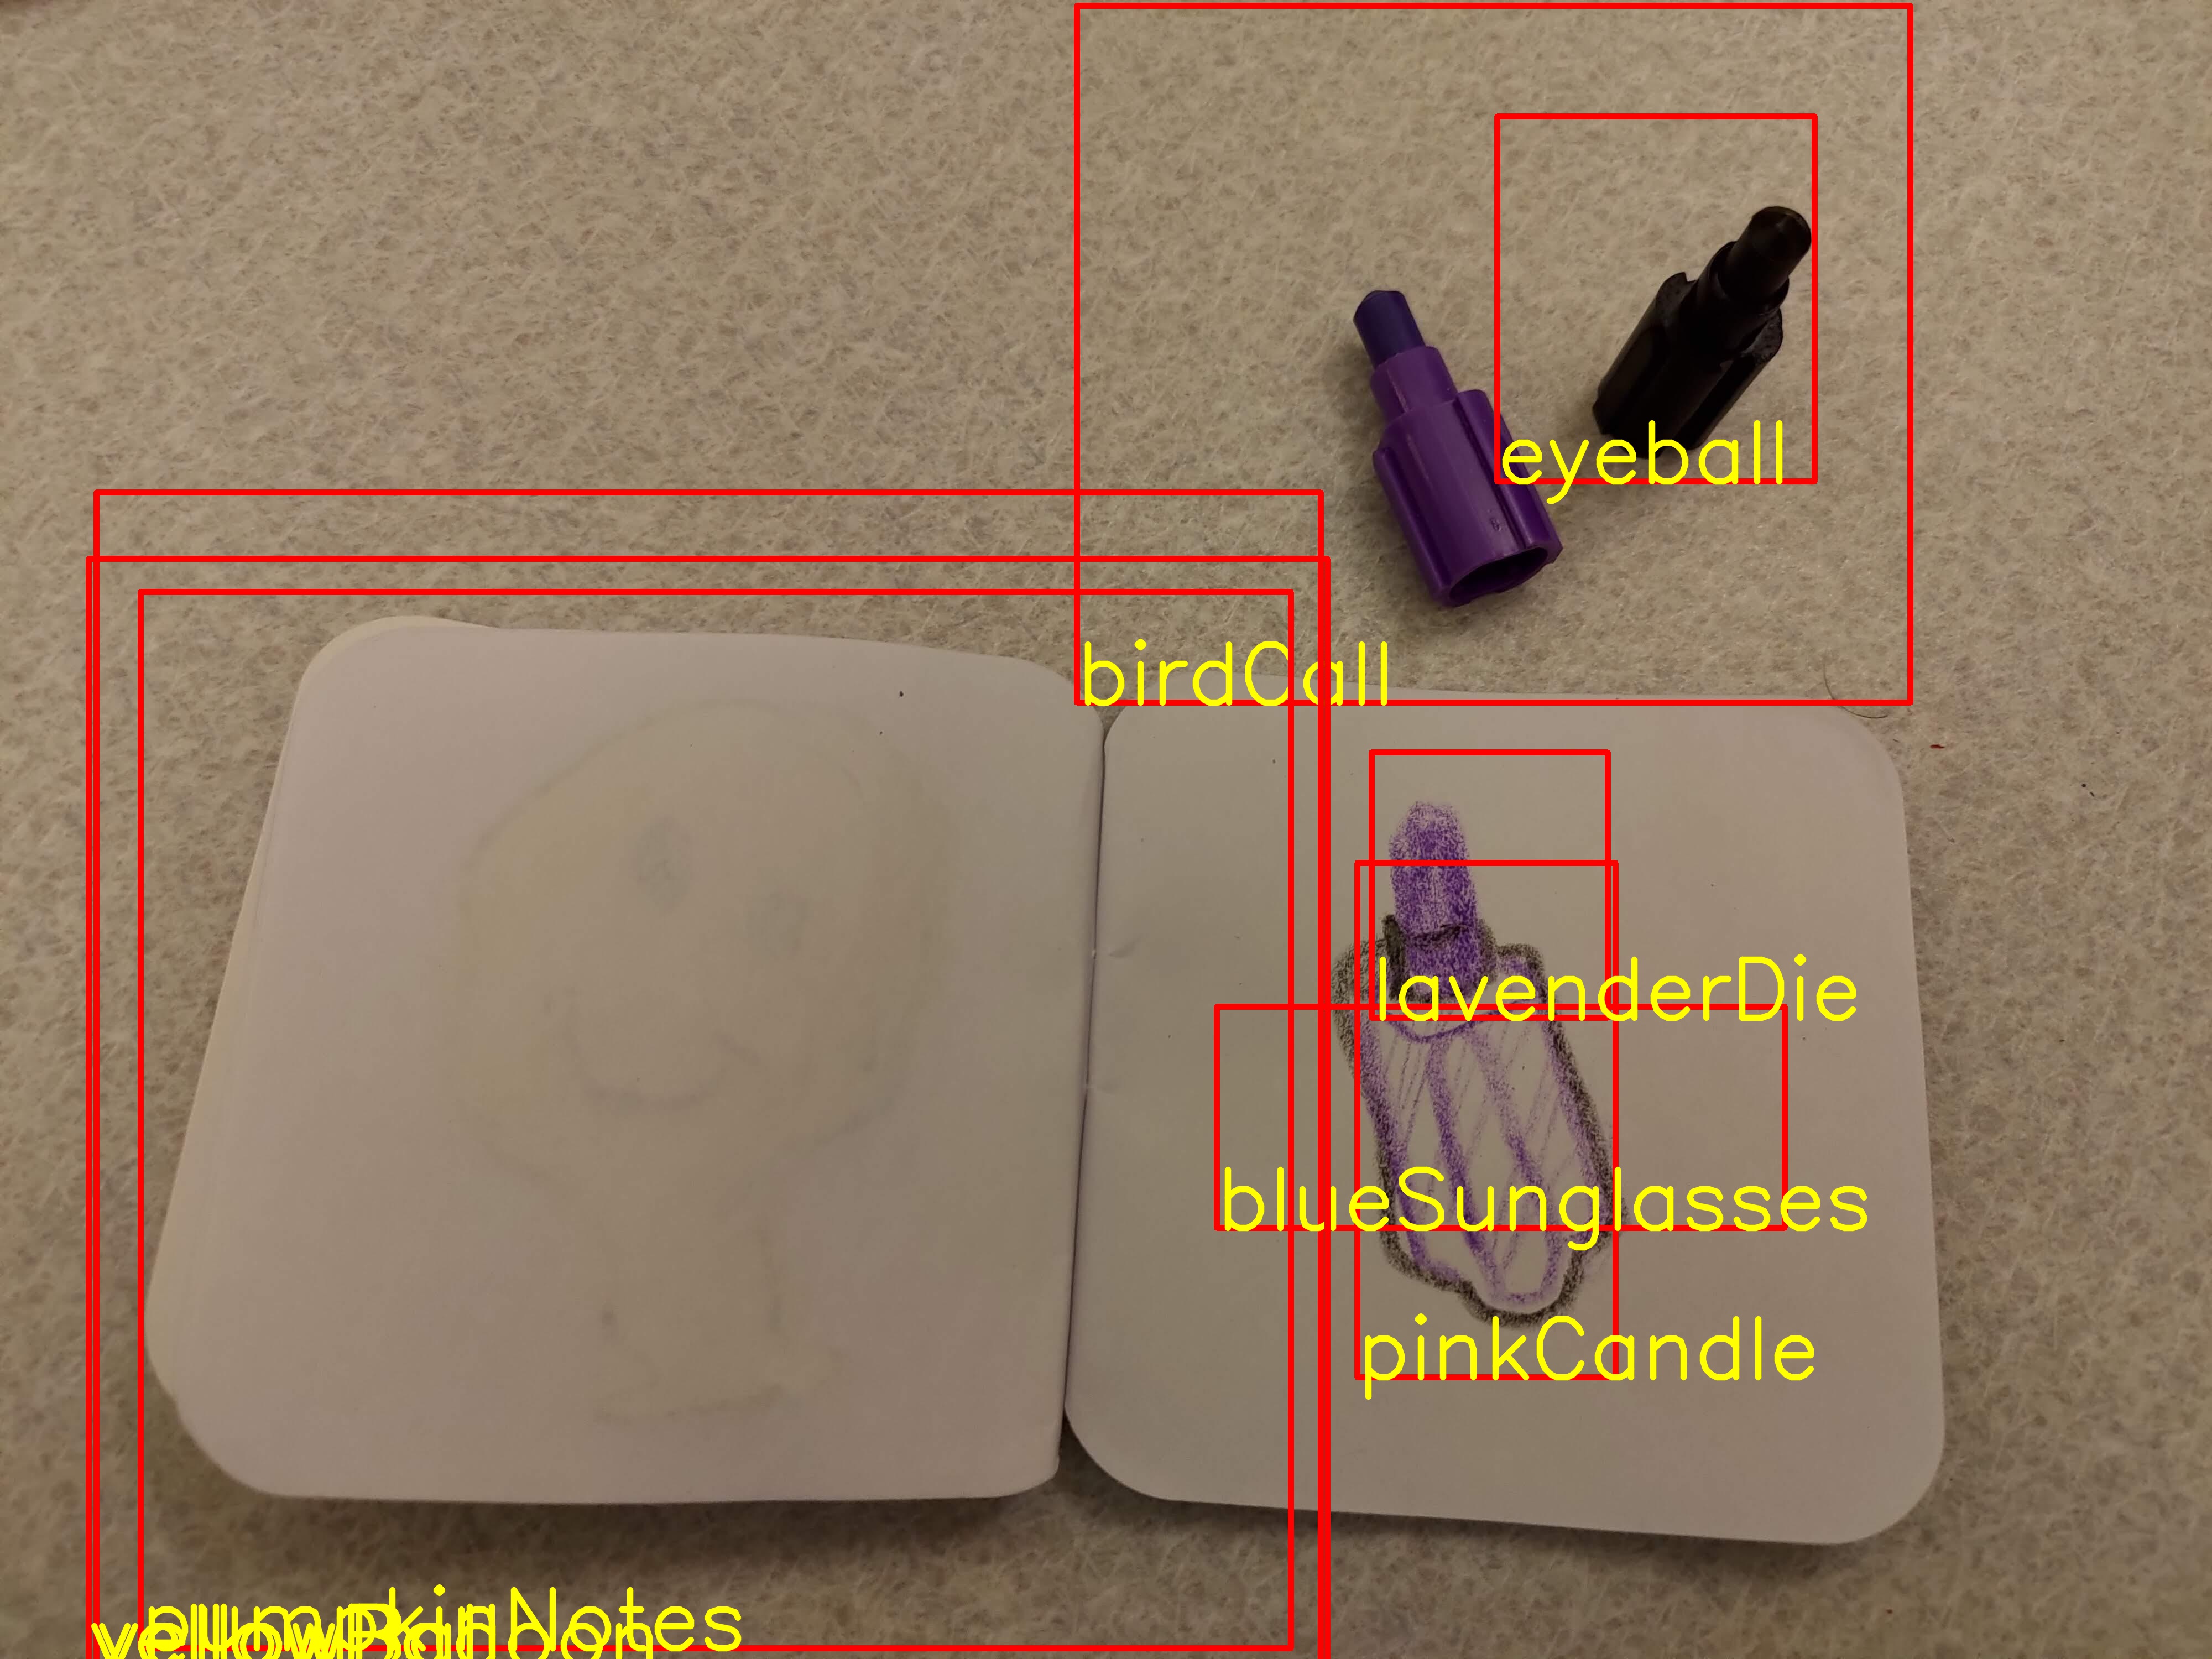 eyeball
birdCall
lavenderDie
blueSunglasses
pinkCandle
pumpkinNotes